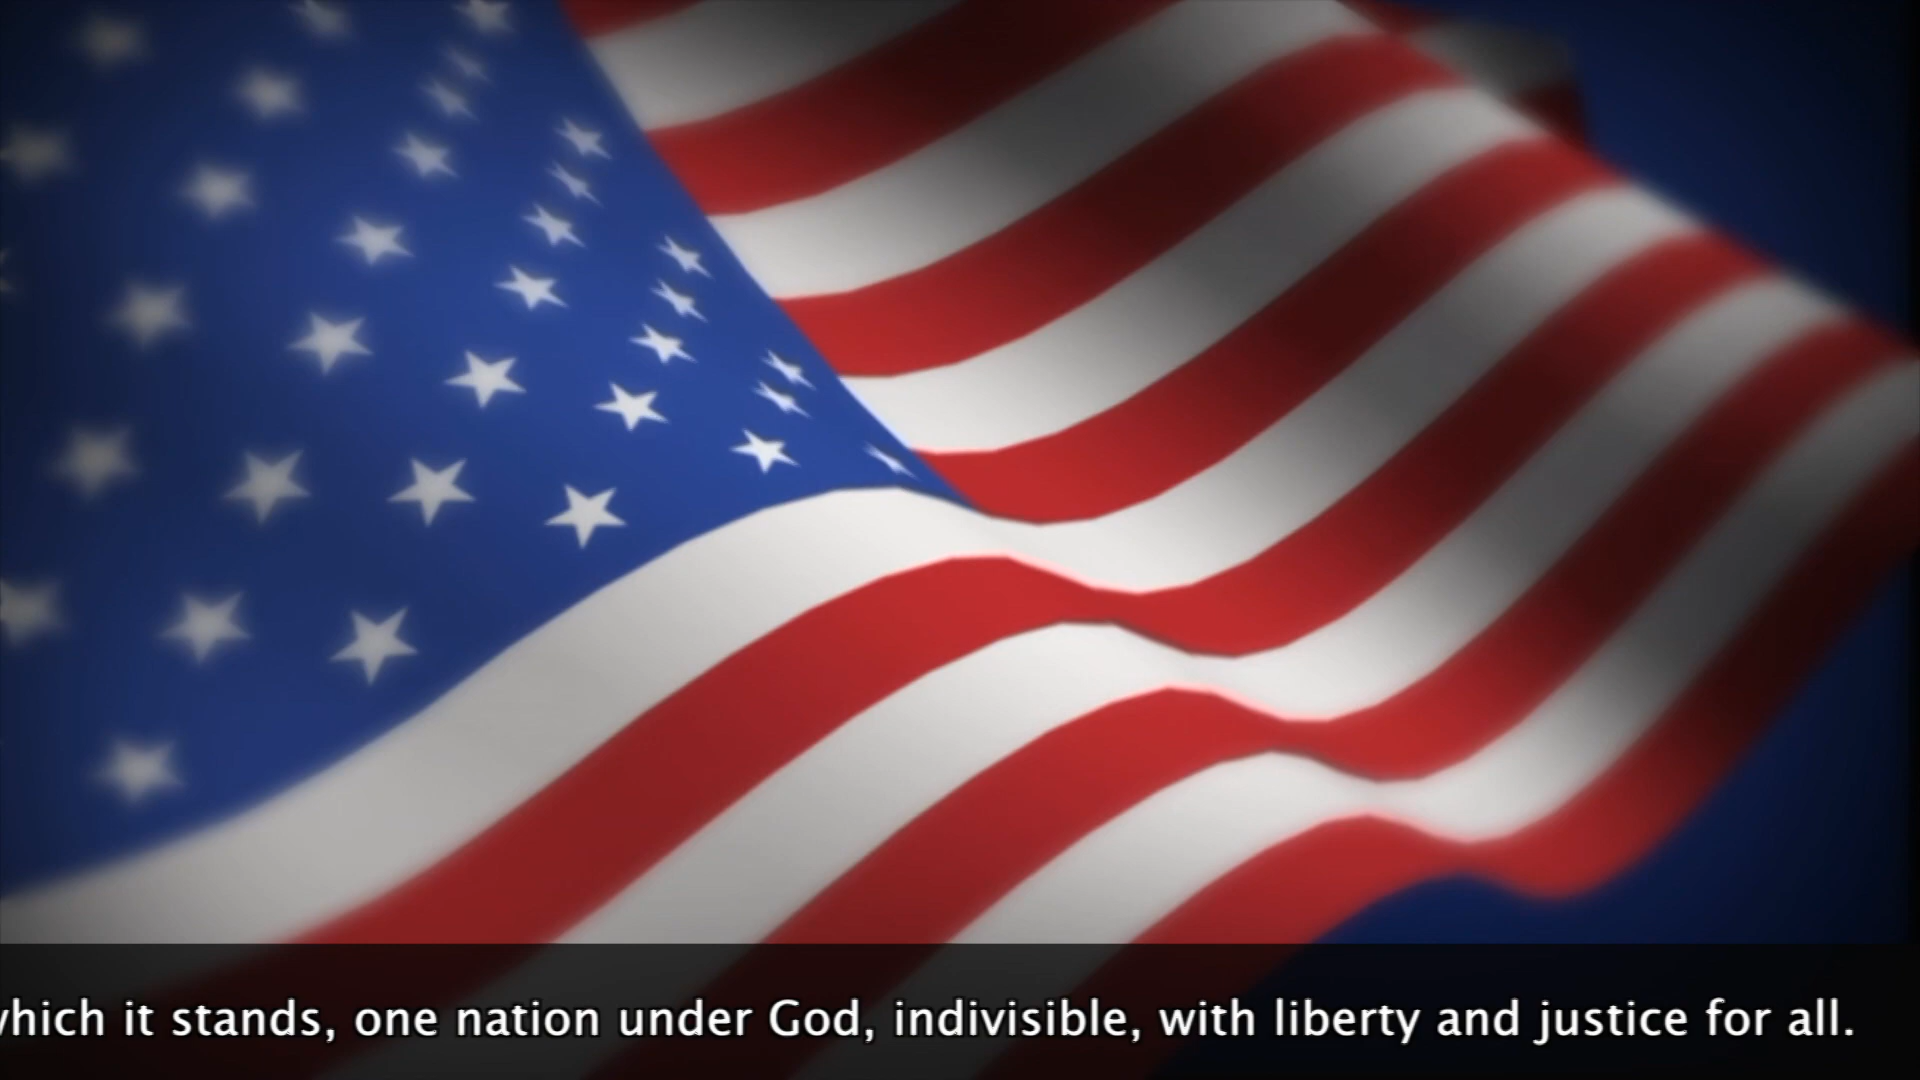 which it stands, one nation under God, indivisible, with liberty and justice for all.